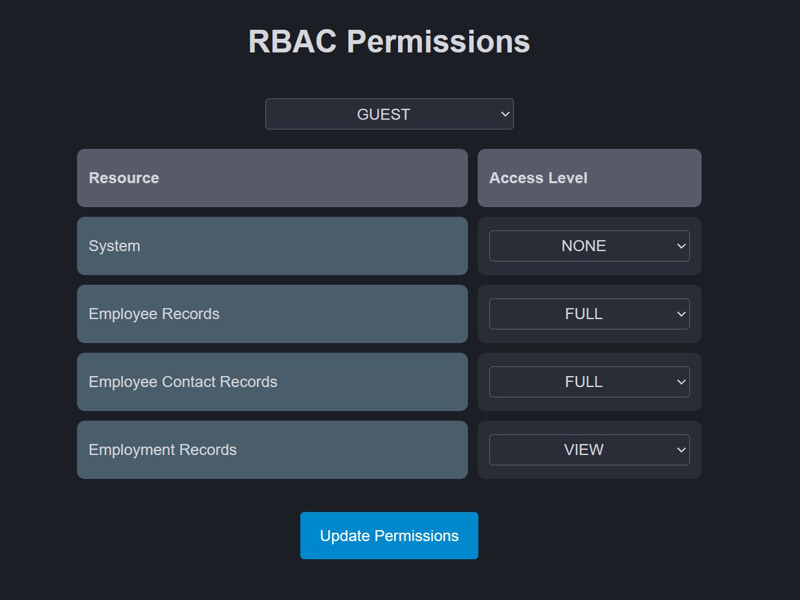 RBAC Permissions
GUEST
Resource Access Level
System NONE
Employee Records FULL
Employee Contact Records FULL
Employment Records VIEW
Update Permissions